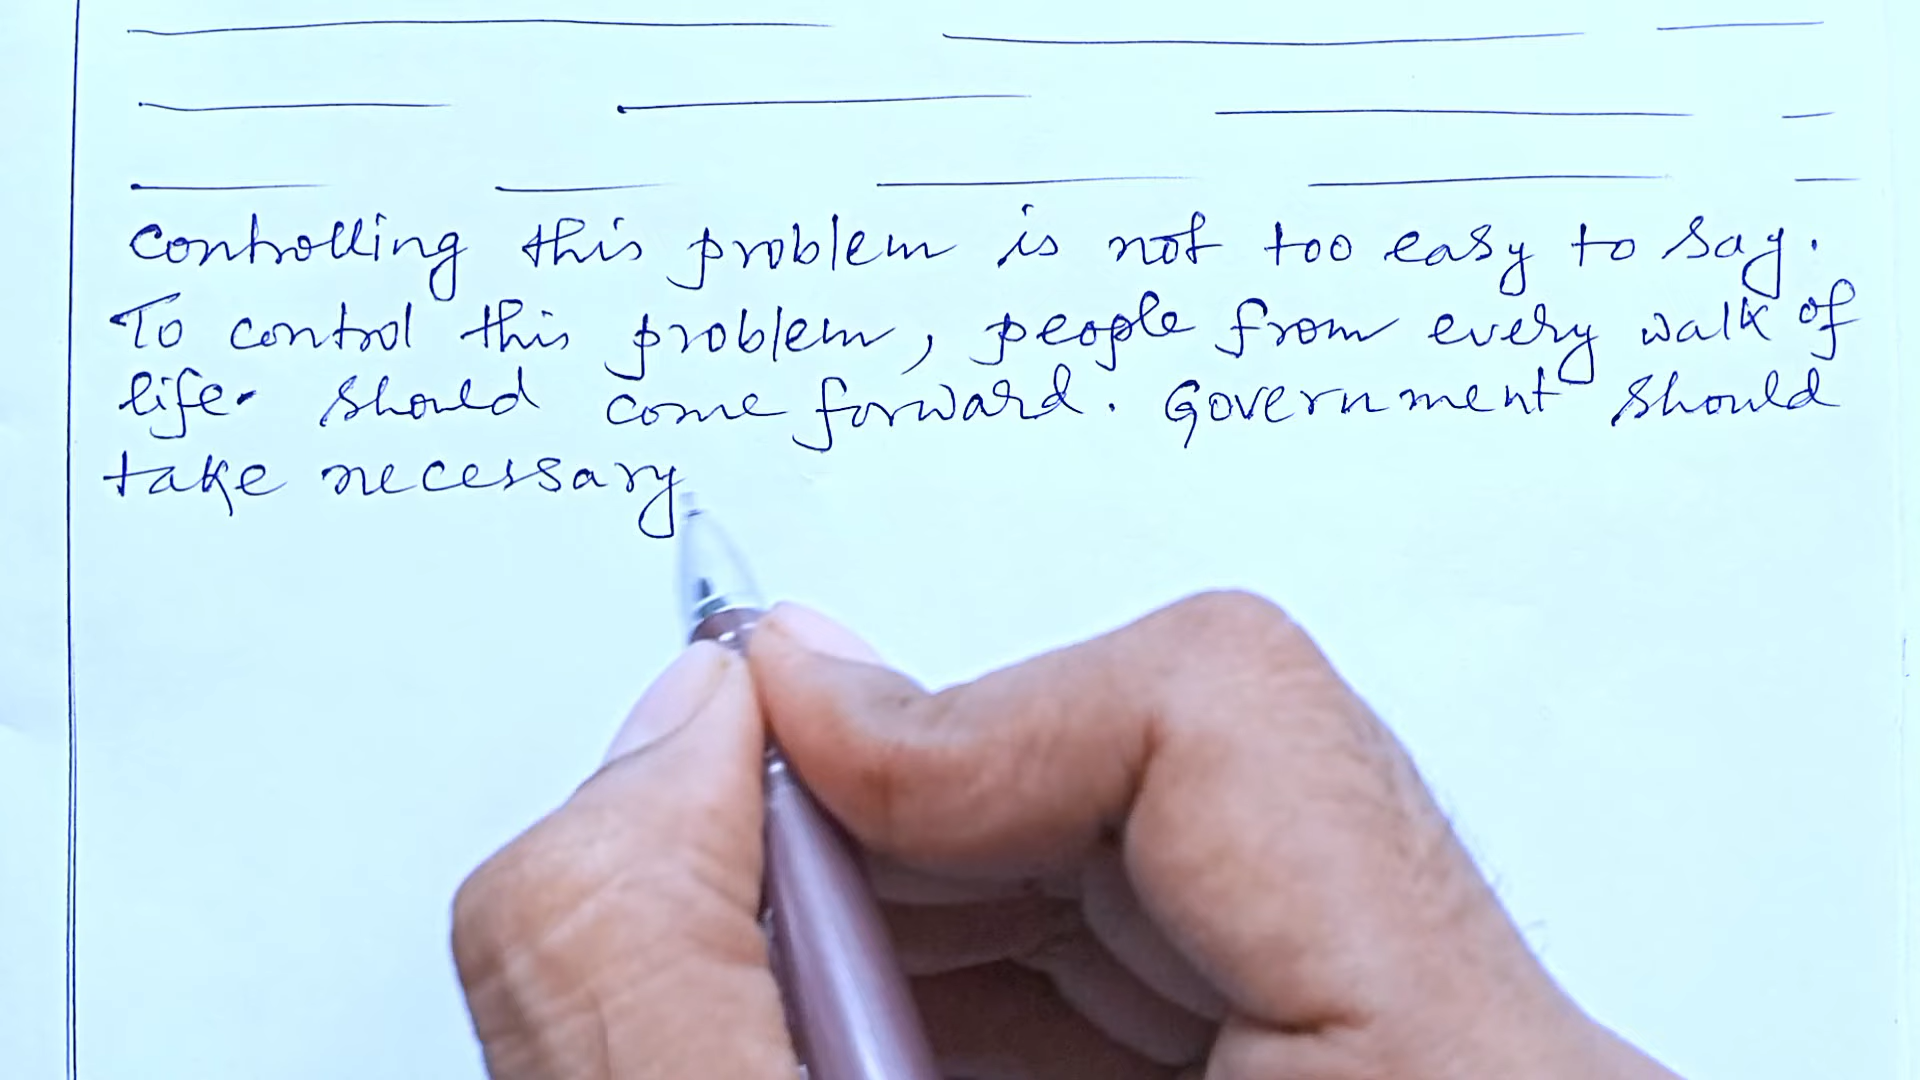 Controlling this problem is not too easy to say.
To control this problem, people from every walk of
life should come forward. Government should
take necessary